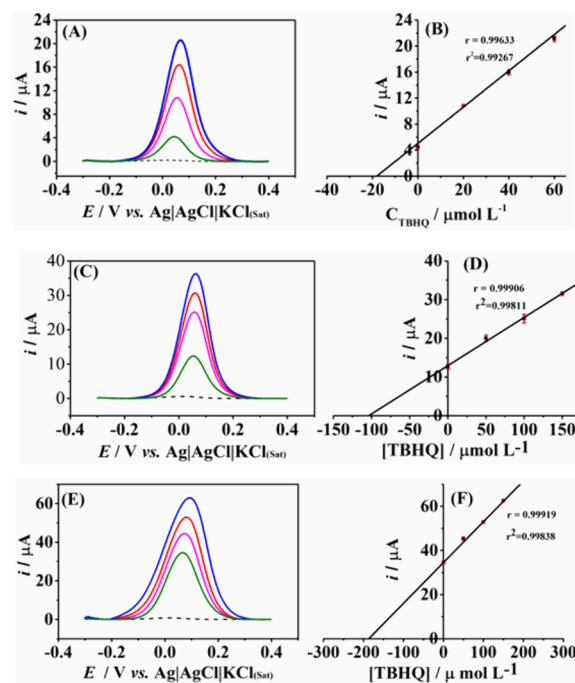 (A)
24
20
16
12
8
4
0
i / µA
-0.4 -0.2 0.0 0.2 0.4
E / V vs. Ag|AgCl|KCl(Sat)
(B)
24
20
16
12
8
4
0
i / µA
r = 0.99633
r²=0.99267
-20 0 20 40 60
C TBHQ / µmol L⁻¹
(C)
40
30
20
10
0
i / µA
-0.4 -0.2 0.0 0.2 0.4
E / V vs. Ag|AgCl|KCl(Sat)
(D)
40
30
20
10
0
i / µA
r = 0.99906
r²=0.99811
-150 -100 -50 0 50 100 150
[TBHQ] / µmol L-1
(E)
60
40
20
0
i / µA
-0.4 -0.2 0.0 0.2 0.4
E / V vs. Ag|AgCl|KCl(Sat)
(F)
80
60
40
20
0
i / µA
r = 0.99919
r²=0.99838
-300 -200 -100 0 100 200 300
[TBHQ] / µ mol L-1